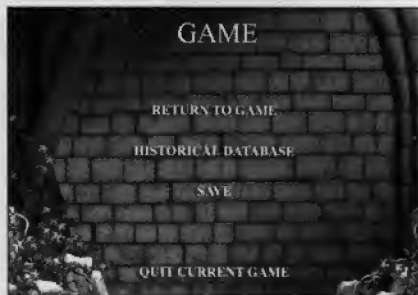 GAME
RETURN TO GAME
HISTORICAL DATABASE
SAVE
QUIT CURRENT GAME